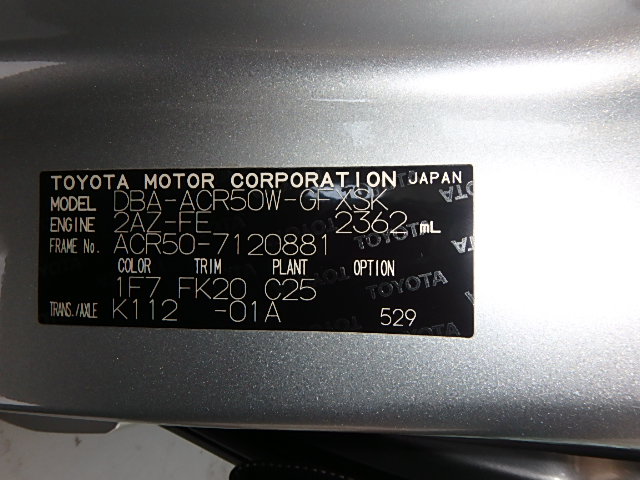 TOYOTA MOTOR CORPORATION JAPAN
MODEL DBA-ACR50W-GFXSK
ENGINE 2AZ-FE 2362 mL
FRAME No. ACR50-7120881
COLOR TRIM PLANT OPTION
1F7 FK20 C25
TRANS./AXLE K112 -01A 529
TOYOTA